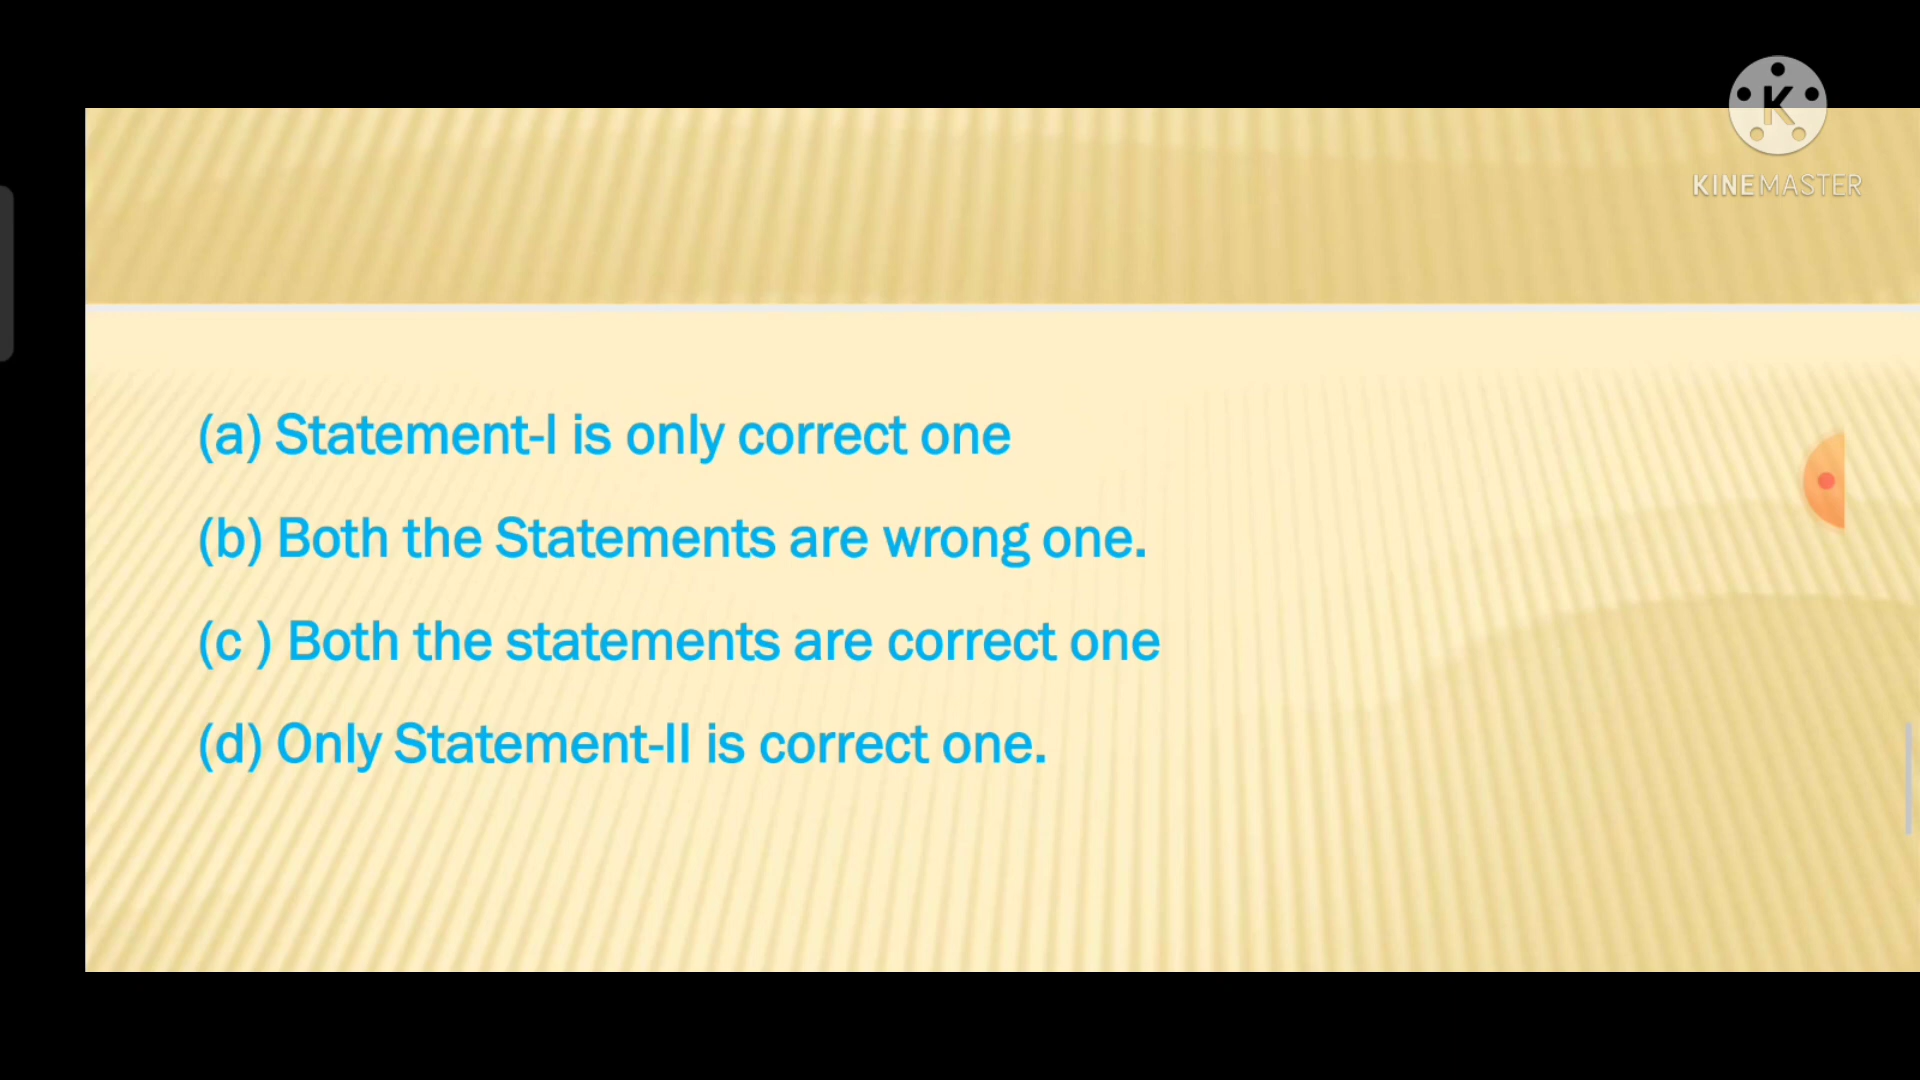 K
KINEMASTER
(a) Statement-I is only correct one
(b) Both the Statements are wrong one.
(c ) Both the statements are correct one
(d) Only Statement-II is correct one.